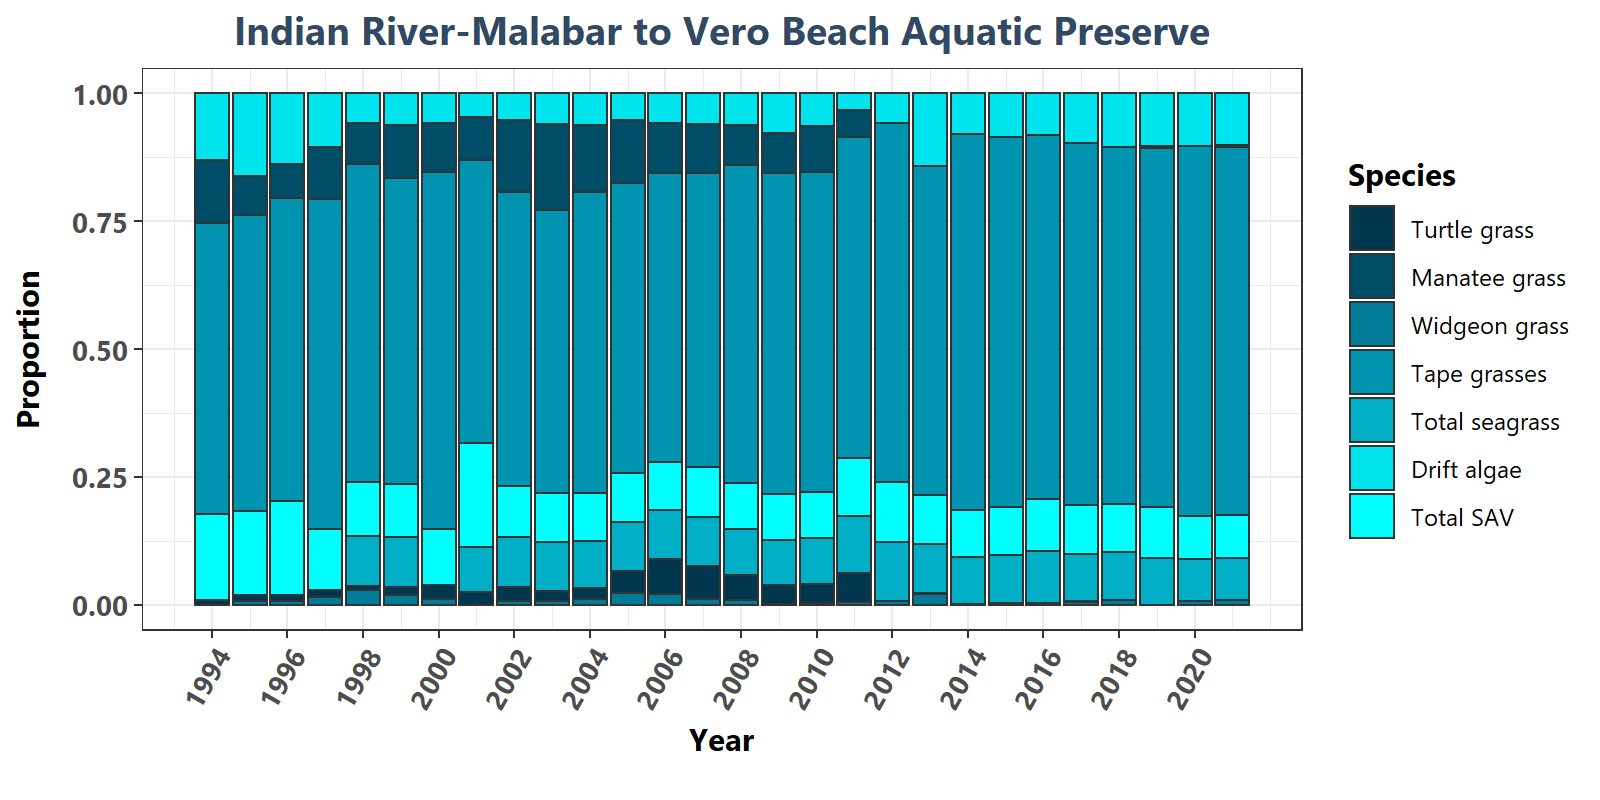 Indian River-Malabar to Vero Beach Aquatic Preserve
1.00
0.75
0.50
0.25
0.00
Proportion
1994
1996
1998
2000
2002
2004
2006
2008
2010
2012
2014
2016
2018
2020
Year
Species
Turtle grass
Manatee grass
Widgeon grass
Tape grasses
Total seagrass
Drift algae
Total SAV